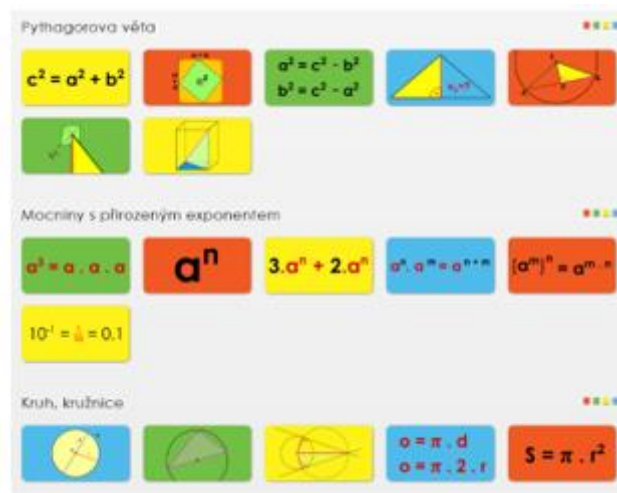 Pythagorova věta
c² = a² + b²
a² = c² - b²
b² = c² - a²
Mocniny s přirozeným exponentem
a³ = a . a . a
aⁿ
3.aⁿ + 2.aⁿ
aⁿ. aᵐ = aⁿ⁺ᵐ
(aᵐ)ⁿ = aᵐ·ⁿ
10⁻¹ = = 0,1
Kruh, kružnice
o = π . d
o = π . 2 . r
S = π . r²